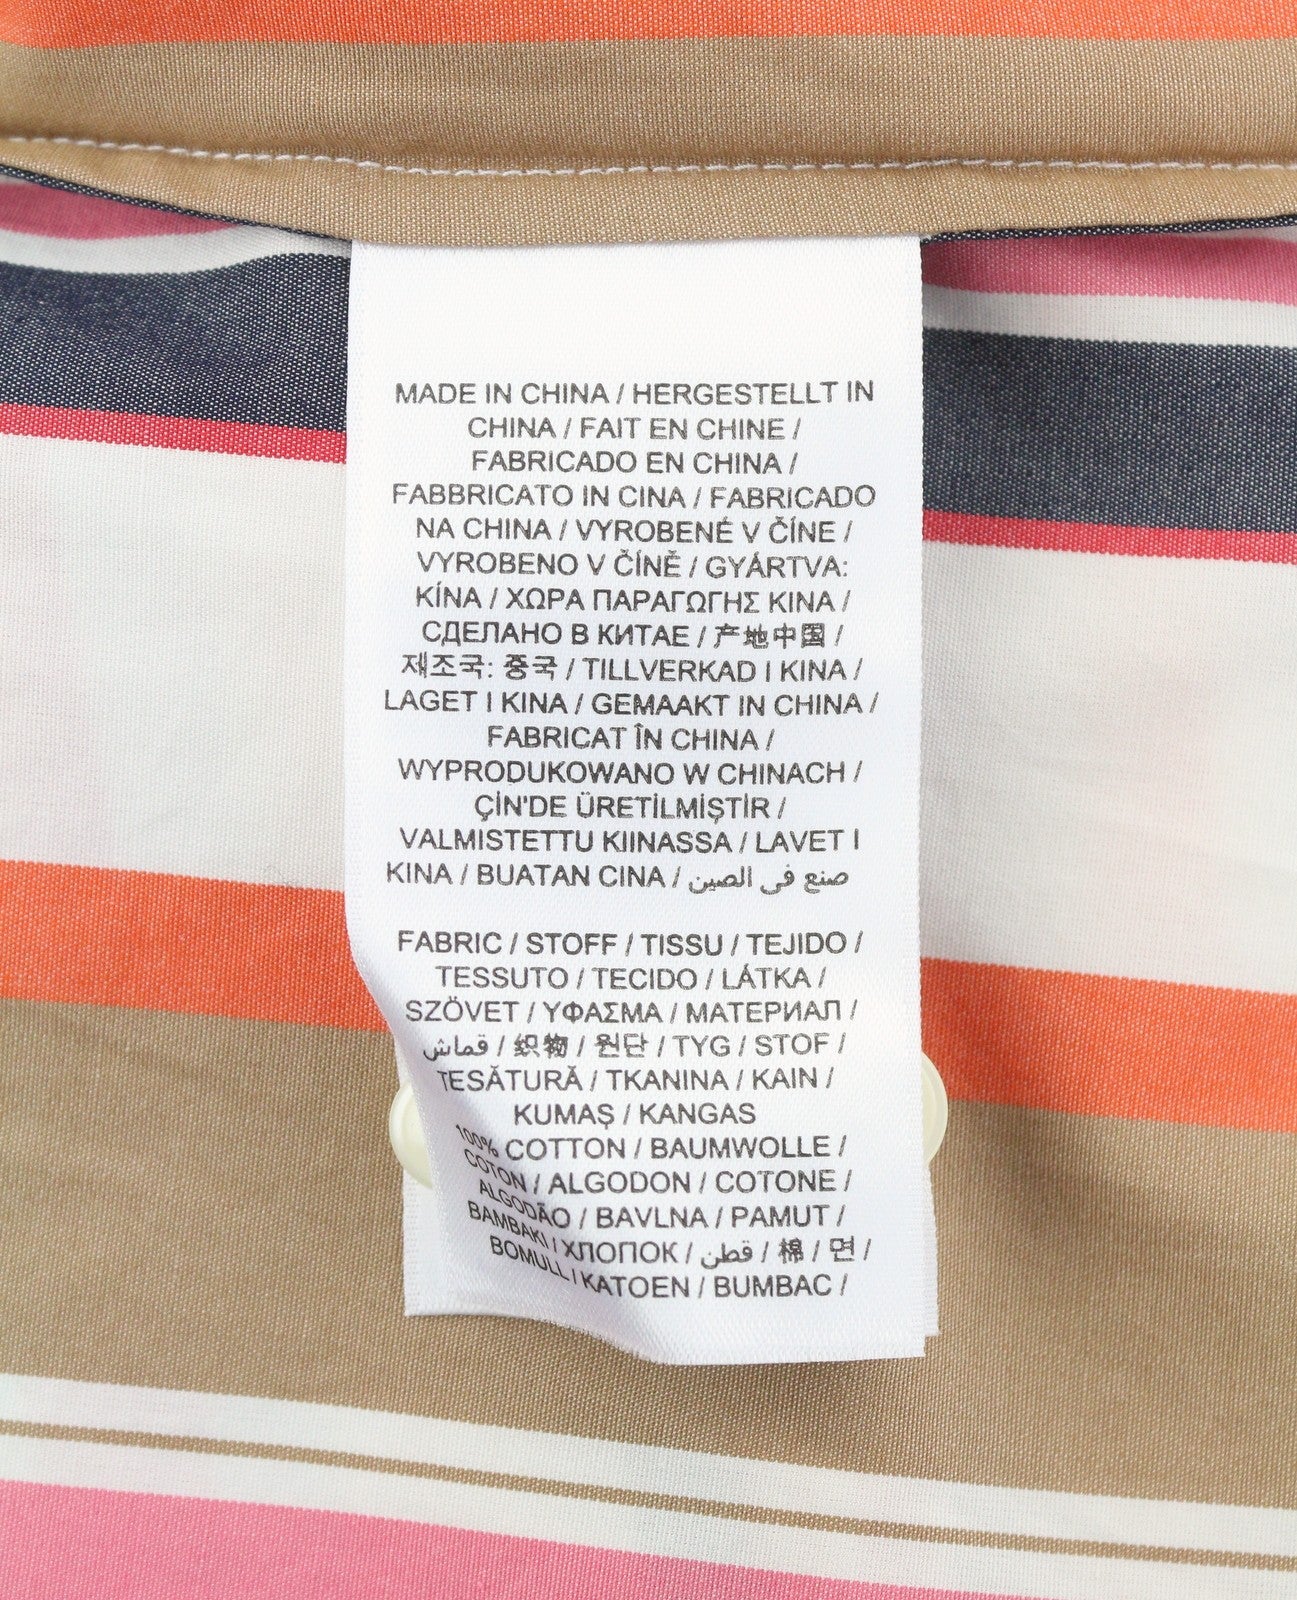 MADE IN CHINA / HERGESTELLT IN
CHINA / FAIT EN CHINE /
FABRICADO EN CHINA /
FABBRICATO IN CINA / FABRICADO
NA CHINA / VYROBENÉ V ČÍNE /
VYROBENO V ČÍNĚ / GYÁRTVA:
KÍNA / ΧΩΡΑ ΠΑΡΑΓΩΓΗΣ ΚΙΝΑ /
СДЕЛАНО В КИТАЕ / 产地中国 /
제조국: 중국 / TILLVERKAD I KINA /
LAGET I KINA / GEMAAKT IN CHINA /
FABRICAT ÎN CHINA /
WYPRODUKOWANO W CHINACH /
ÇİN'DE ÜRETİLMİŞTİR /
VALMISTETTU KIINASSA / LAVET I
KINA / BUATAN CINA / صنع في الصين
FABRIC / STOFF / TISSU / TEJIDO /
TESSUTO / TECIDO / LÁTKA /
SZÖVET / ΥΦΑΣΜΑ / МАТЕРИАЛ /
قماش / 织物 / 원단 / TYG / STOF /
ȚESĂTURĂ / TKANINA / KAIN /
KUMAŞ / KANGAS
100% COTTON / BAUMWOLLE /
COTON / ALGODON / COTONE /
ALGODÃO / BAVLNA / PAMUT /
BAMBAKI / ХЛОПОК / قطن / 棉 / 면 /
BOMULL / KATOEN / BUMBAC /